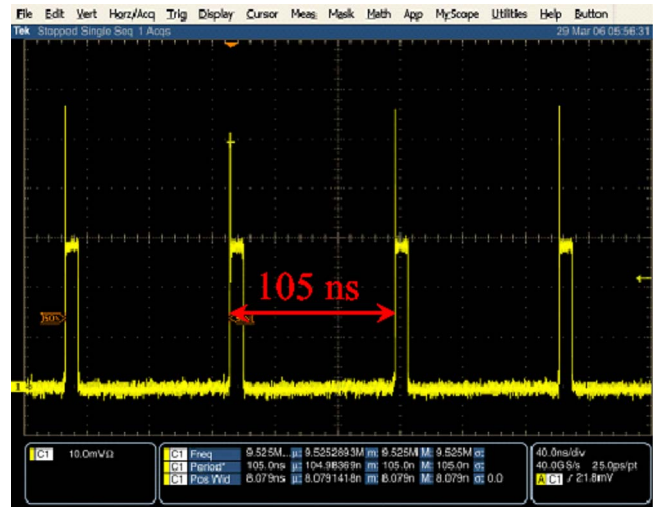 File Edit Vert Horz/Acq Trig Display Cursor Meas Mask Math App MyScope Utilities Help Button
Tek Stopped Single Seq 1 Acqs 29 Mar 06 05:56:31
105 ns
1
C1 10.0mVΩ
C1 Freq 9.525M... µ: 9.5252893M m: 9.525M M: 9.525M σ:
C1 Period* 105.0ns µ: 104.98369n m: 105.0n M: 105.0n σ:
C1 Pos Wid 8.079ns µ: 8.0791418n m: 8.079n M: 8.079n σ: 0.0
40.0ns/div
40.0GS/s 25.0ps/pt
A C1 / 21.8mV